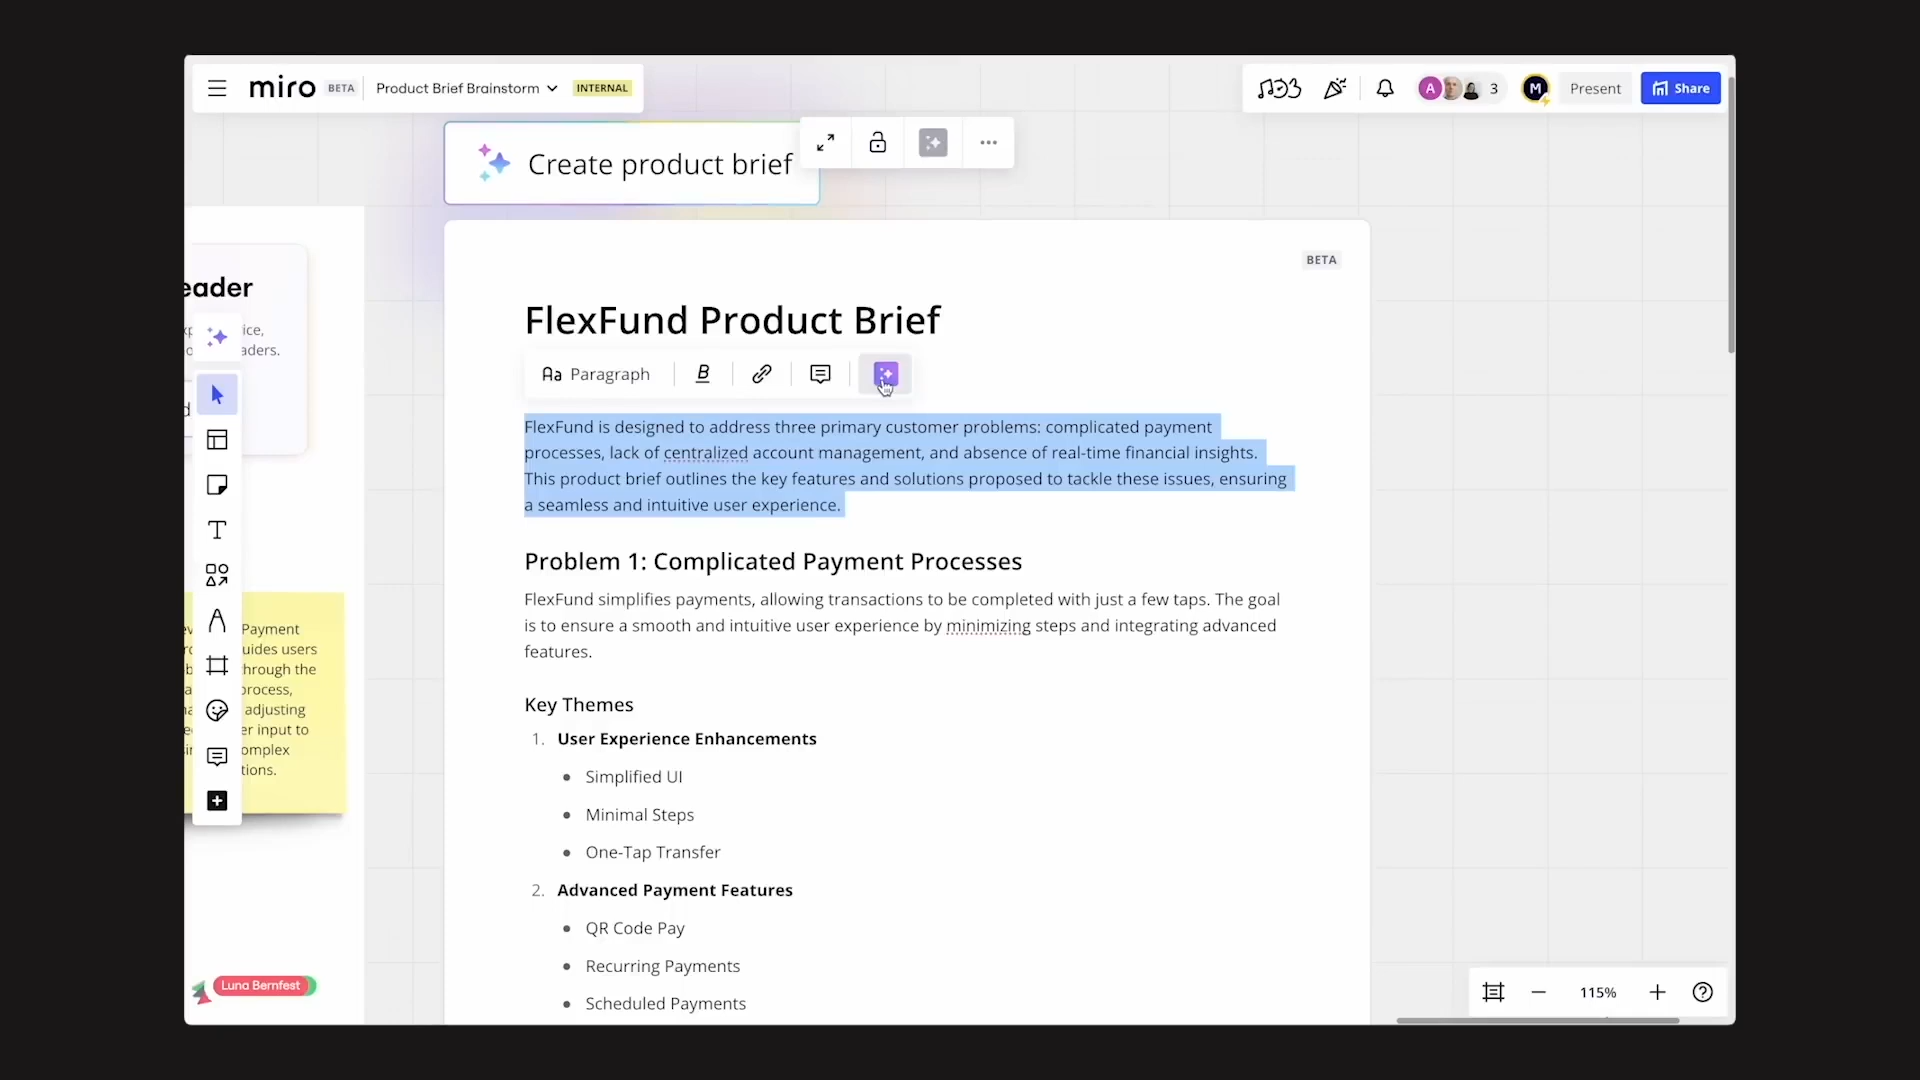 miro BETA Product Brief Brainstorm INTERNAL
A 3 M Present Share
Create product brief
BETA
FlexFund Product Brief
Aa Paragraph B
FlexFund is designed to address three primary customer problems: complicated payment
processes, lack of centralized account management, and absence of real-time financial insights.
This product brief outlines the key features and solutions proposed to tackle these issues, ensuring
a seamless and intuitive user experience.
Problem 1: Complicated Payment Processes
FlexFund simplifies payments, allowing transactions to be completed with just a few taps. The goal
is to ensure a smooth and intuitive user experience by minimizing steps and integrating advanced
features.
Key Themes
1. User Experience Enhancements
• Simplified UI
• Minimal Steps
• One-Tap Transfer
2. Advanced Payment Features
• QR Code Pay
• Recurring Payments
• Scheduled Payments
eader
ice,
aders.
d
T
Payment
uides users
hrough the
process,
adjusting
er input to
omplex
tions.
Luna Bernfest
115%